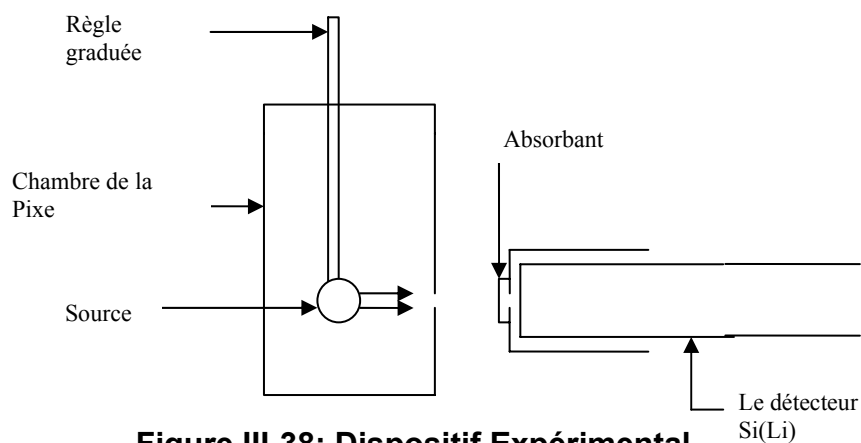 Règle
graduée
Absorbant
Chambre de la
Pixe
Source
Le détecteur
Si(Li)
Figure III.38: Dispositif Expérimental